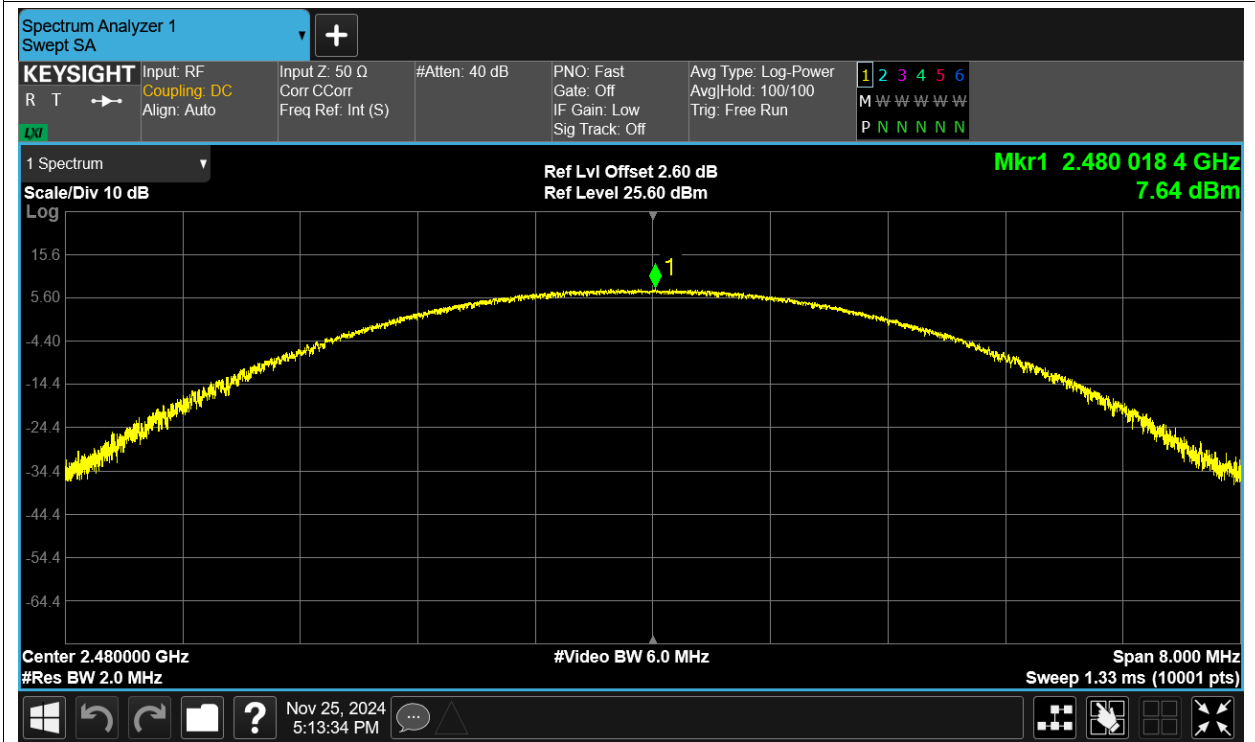 Spectrum Analyzer 1
Swept SA
KEYSIGHT
R T
LXI
Input: RF
Coupling: DC
Align: Auto
Input Z: 50 Ω
Corr CCorr
Freq Ref: Int (S)
#Atten: 40 dB
PNO: Fast
Gate: Off
IF Gain: Low
Sig Track: Off
Avg Type: Log-Power
Avg|Hold: 100/100
Trig: Free Run
1 2 3 4 5 6
M W W W W W
P N N N N N
1 Spectrum
Scale/Div 10 dB
Log
Ref Lvl Offset 2.60 dB
Ref Level 25.60 dBm
Mkr1 2.480 018 4 GHz
7.64 dBm
1
15.6
5.60
-4.40
-14.4
-24.4
-34.4
-44.4
-54.4
-64.4
Center 2.480000 GHz
#Res BW 2.0 MHz
#Video BW 6.0 MHz
Span 8.000 MHz
Sweep 1.33 ms (10001 pts)
?
Nov 25, 2024
5:13:34 PM